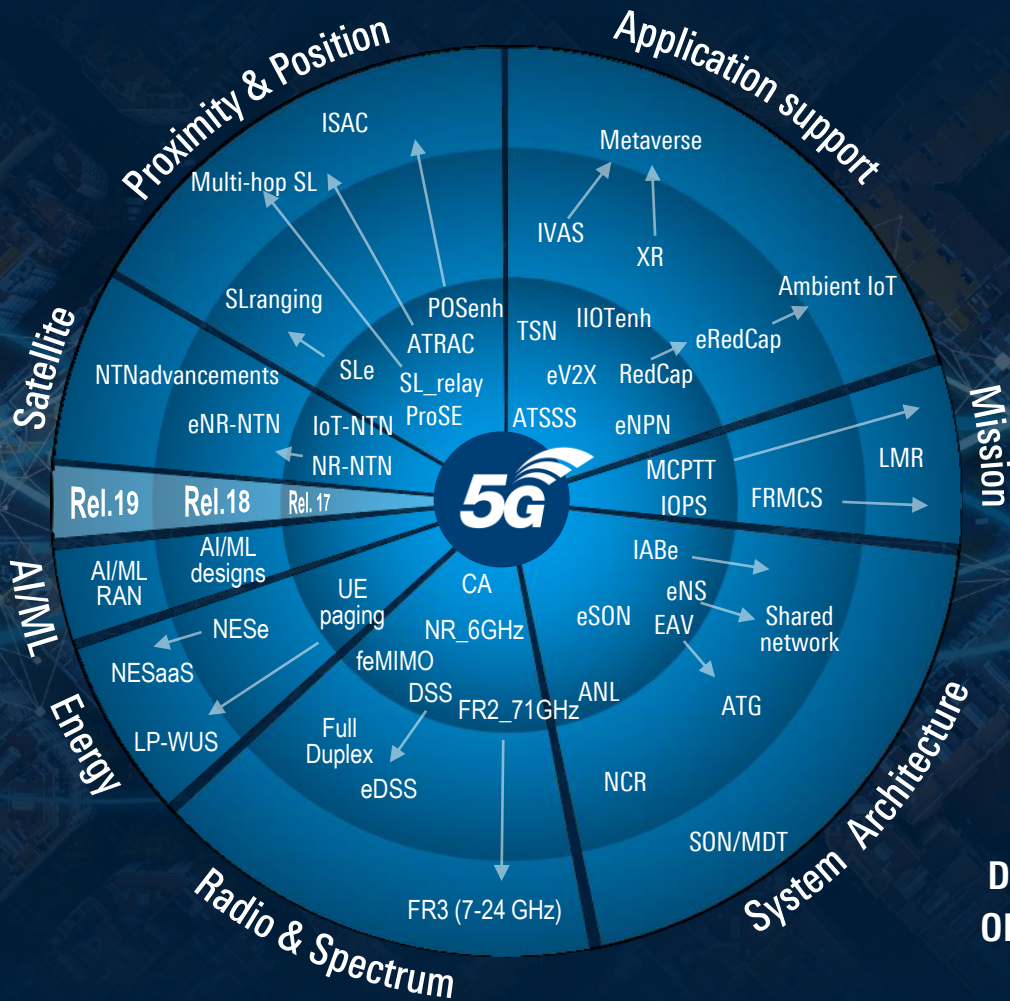 Proximity & Position
Application support
Mission
System Architecture
Radio & Spectrum
Energy
AI/ML
Satellite
ISAC
Multi-hop SL
SLranging
POSenh
ATRAC
SLe
SL_relay
ProSE
Metaverse
IVAS
XR
Ambient IoT
TSN
IIOTenh
eRedCap
eV2X
RedCap
ATSSS
eNPN
NTNadvancements
eNR-NTN
IoT-NTN
NR-NTN
Rel.19
Rel.18
Rel. 17
5G
MCPTT
LMR
IOPS
FRMCS
AI/ML
RAN
AI/ML
designs
UE
paging
NESe
NESaaS
LP-WUS
CA
NR_6GHz
feMIMO
DSS
FR2_71GHz
Full
Duplex
eDSS
FR3 (7-24 GHz)
IABe
eNS
eSON
EAV
Shared
network
ANL
ATG
NCR
SON/MDT
D